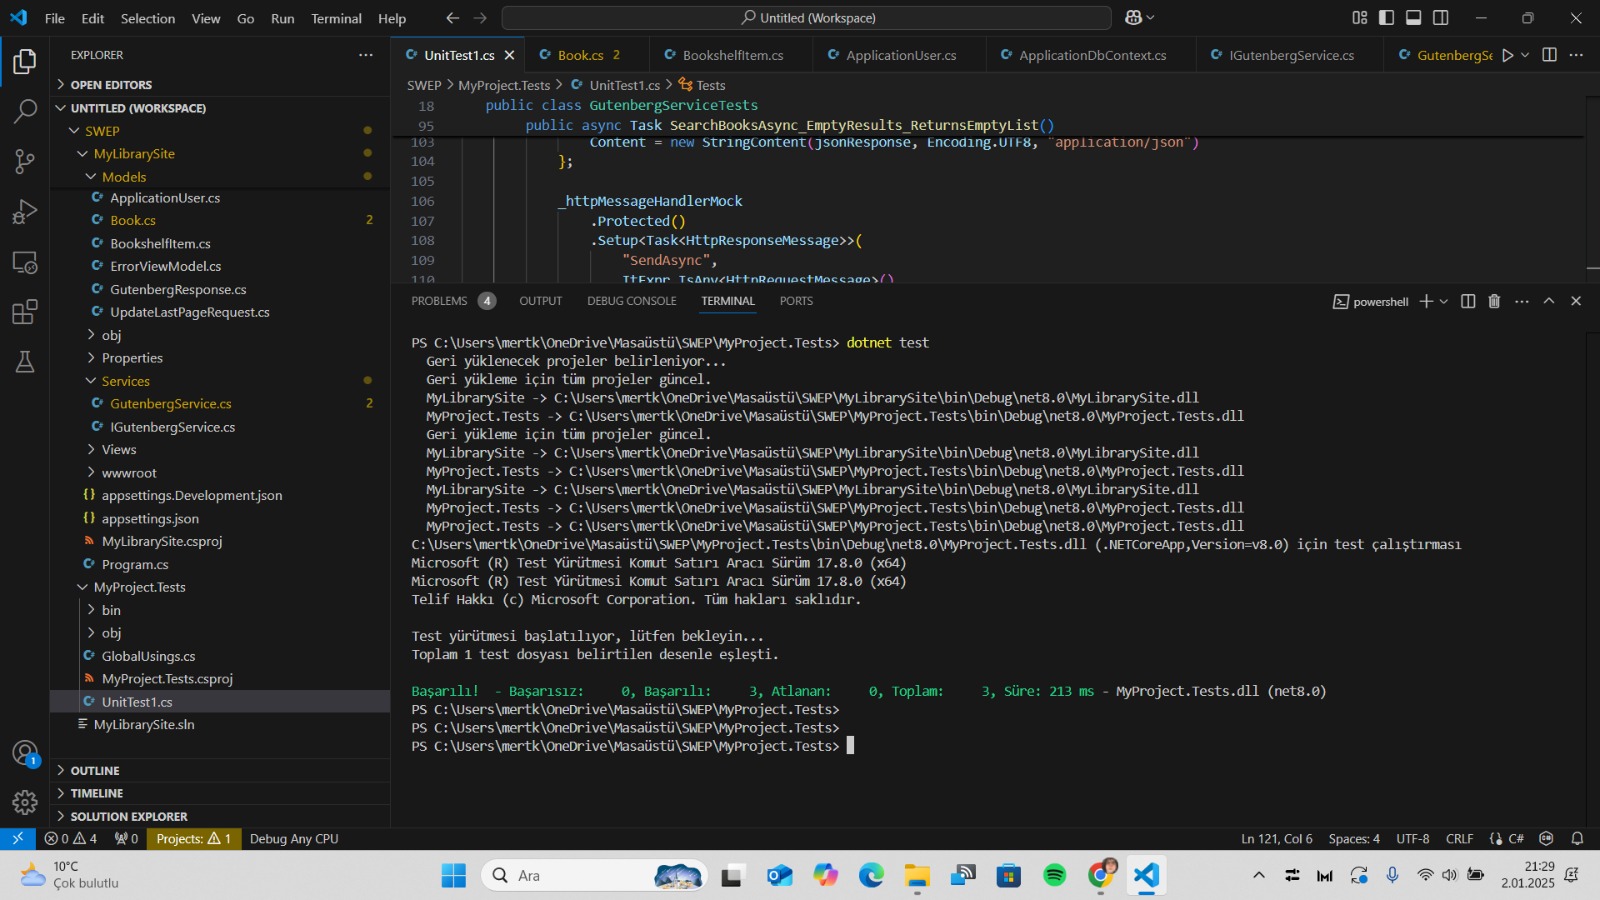 File Edit Selection View Go Run Terminal Help
Untitled (Workspace)
EXPLORER
OPEN EDITORS
UNTITLED (WORKSPACE)
SWEP
MyLibrarySite
Models
ApplicationUser.cs
Book.cs 2
BookshelfItem.cs
ErrorViewModel.cs
GutenbergResponse.cs
UpdateLastPageRequest.cs
obj
Properties
Services
GutenbergService.cs 2
IGutenbergService.cs
Views
wwwroot
appsettings.Development.json
appsettings.json
MyLibrarySite.csproj
Program.cs
MyProject.Tests
bin
obj
GlobalUsings.cs
MyProject.Tests.csproj
UnitTest1.cs
MyLibrarySite.sln
OUTLINE
TIMELINE
SOLUTION EXPLORER
UnitTest1.cs Book.cs 2 BookshelfItem.cs ApplicationUser.cs ApplicationDbContext.cs IGutenbergService.cs GutenbergSe
SWEP > MyProject.Tests > UnitTest1.cs > Tests
18 public class GutenbergServiceTests
95 public async Task SearchBooksAsync_EmptyResults_ReturnsEmptyList()
103 Content = new StringContent(jsonResponse, Encoding.UTF8, "application/json")
104 };
105
106 _httpMessageHandlerMock
107 .Protected()
108 .Setup<Task<HttpResponseMessage>>(
109 "SendAsync",
110 ItExpr.IsAny<HttpRequestMessage>()
PROBLEMS 4 OUTPUT DEBUG CONSOLE TERMINAL PORTS powershell
PS C:\Users\mertk\OneDrive\Masaüstü\SWEP\MyProject.Tests> dotnet test
Geri yüklenecek projeler belirleniyor...
Geri yükleme için tüm projeler güncel.
MyLibrarySite -> C:\Users\mertk\OneDrive\Masaüstü\SWEP\MyLibrarySite\bin\Debug\net8.0\MyLibrarySite.dll
MyProject.Tests -> C:\Users\mertk\OneDrive\Masaüstü\SWEP\MyProject.Tests\bin\Debug\net8.0\MyProject.Tests.dll
Geri yükleme için tüm projeler güncel.
MyLibrarySite -> C:\Users\mertk\OneDrive\Masaüstü\SWEP\MyLibrarySite\bin\Debug\net8.0\MyLibrarySite.dll
MyProject.Tests -> C:\Users\mertk\OneDrive\Masaüstü\SWEP\MyProject.Tests\bin\Debug\net8.0\MyProject.Tests.dll
MyLibrarySite -> C:\Users\mertk\OneDrive\Masaüstü\SWEP\MyLibrarySite\bin\Debug\net8.0\MyLibrarySite.dll
MyProject.Tests -> C:\Users\mertk\OneDrive\Masaüstü\SWEP\MyProject.Tests\bin\Debug\net8.0\MyProject.Tests.dll
MyProject.Tests -> C:\Users\mertk\OneDrive\Masaüstü\SWEP\MyProject.Tests\bin\Debug\net8.0\MyProject.Tests.dll
C:\Users\mertk\OneDrive\Masaüstü\SWEP\MyProject.Tests\bin\Debug\net8.0\MyProject.Tests.dll (.NETCoreApp,Version=v8.0) için test çalıştırması
Microsoft (R) Test Yürütmesi Komut Satırı Aracı Sürüm 17.8.0 (x64)
Microsoft (R) Test Yürütmesi Komut Satırı Aracı Sürüm 17.8.0 (x64)
Telif Hakkı (c) Microsoft Corporation. Tüm hakları saklıdır.
Test yürütmesi başlatılıyor, lütfen bekleyin...
Toplam 1 test dosyası belirtilen desenle eşleşti.
Başarılı! - Başarısız: 0, Başarılı: 3, Atlanan: 0, Toplam: 3, Süre: 213 ms - MyProject.Tests.dll (net8.0)
PS C:\Users\mertk\OneDrive\Masaüstü\SWEP\MyProject.Tests>
PS C:\Users\mertk\OneDrive\Masaüstü\SWEP\MyProject.Tests>
PS C:\Users\mertk\OneDrive\Masaüstü\SWEP\MyProject.Tests>
1
0 4 0 Projects: 1 Debug Any CPU Ln 121, Col 6 Spaces: 4 UTF-8 CRLF C#
10°C
Çok bulutlu
Ara
21:29
2.01.2025